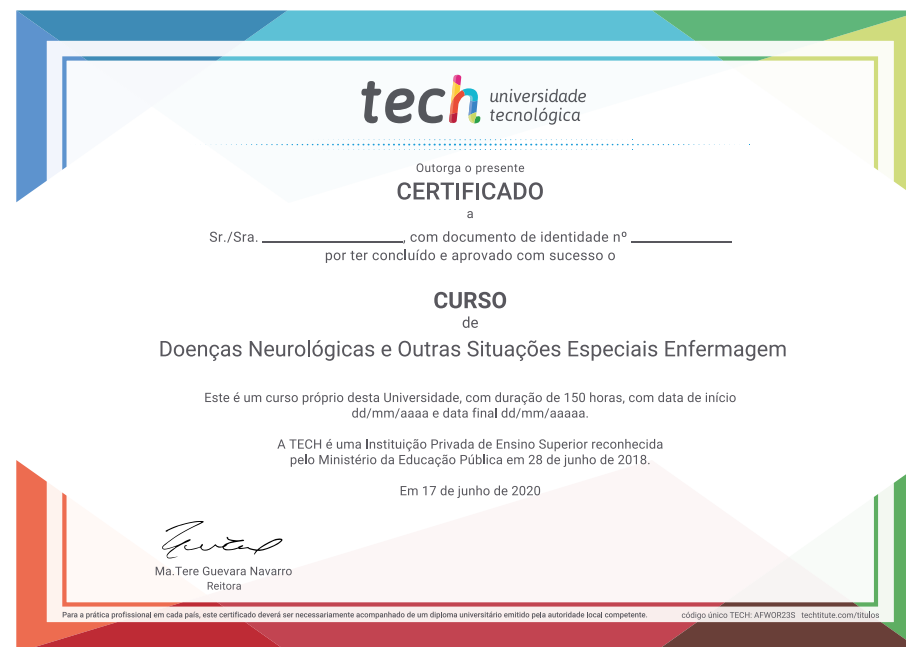 tech universidade
tecnológica
Outorga o presente
CERTIFICADO
a
Sr./Sra. ____________, com documento de identidade nº ____________
por ter concluído e aprovado com sucesso o
CURSO
de
Doenças Neurológicas e Outras Situações Especiais Enfermagem
Este é um curso próprio desta Universidade, com duração de 150 horas, com data de início
dd/mm/aaaa e data final dd/mm/aaaaa.
A TECH é uma Instituição Privada de Ensino Superior reconhecida
pelo Ministério da Educação Pública em 28 de junho de 2018.
Em 17 de junho de 2020
Ma.Tere Guevara Navarro
Reitora
Para a prática profissional em cada país, este certificado deverá ser necessariamente acompanhado de um diploma universitário emitido pela autoridade local competente. código único TECH: AFWOR23S techtitute.com/titulos